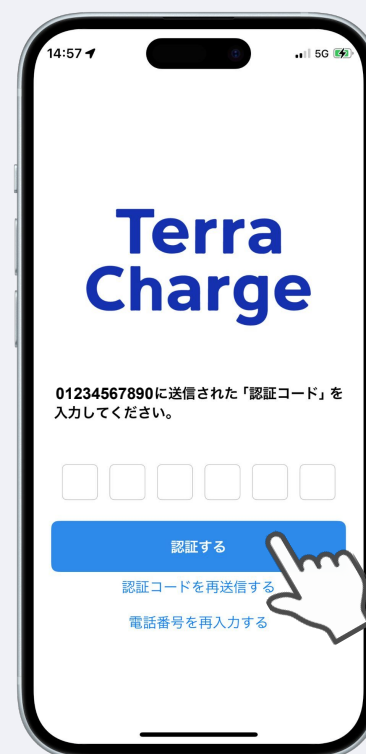 14:57
5G
Terra
Charge
01234567890に送信された「認証コード」を
入力してください。
認証する
認証コードを再送信する
電話番号を再入力する